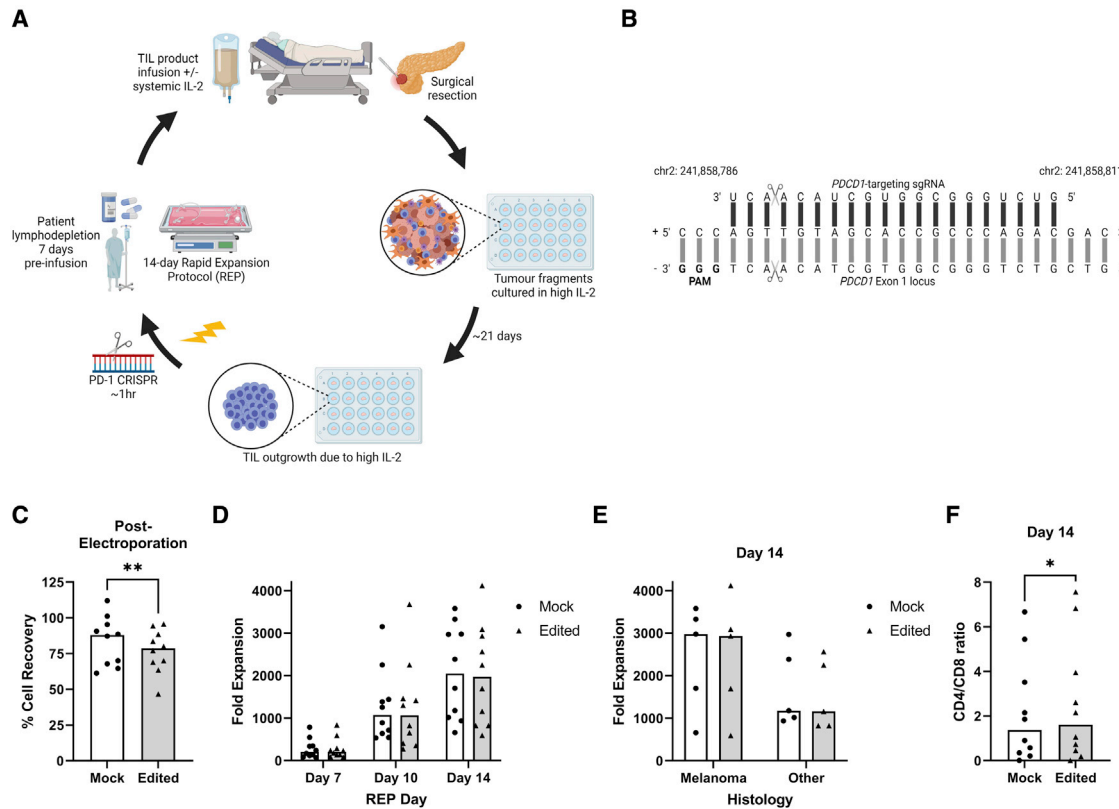 A
TIL product
infusion +/-
systemic IL-2
Surgical
resection
Patient
lymphodepletion
7 days
pre-infusion
14-day Rapid Expansion
Protocol (REP)
Tumour fragments
cultured in high IL-2
~21 days
PD-1 CRISPR
~1hr
TIL outgrowth due to high IL-2
B
chr2: 241,858,786
chr2: 241,858,811
PDCD1-targeting sgRNA
3' U C A A C A U C G U G G C G G G U C U G 5'
+ 5' C C C A G T T G T A G C A C C G C C C A G A C G A C
- 3' G G G T C A A C A T C G T G G C G G G T C T G C T G
PAM
PDCD1 Exon 1 locus
C
Post-
Electroporation
**
% Cell Recovery
125
100
75
50
25
0
Mock Edited
D
Fold Expansion
4000
3000
2000
1000
0
Day 7 Day 10 Day 14
REP Day
Mock
Edited
E
Day 14
Fold Expansion
4000
3000
2000
1000
0
Melanoma Other
Histology
Mock
Edited
F
Day 14
*
CD4/CD8 ratio
8
6
4
2
0
Mock Edited